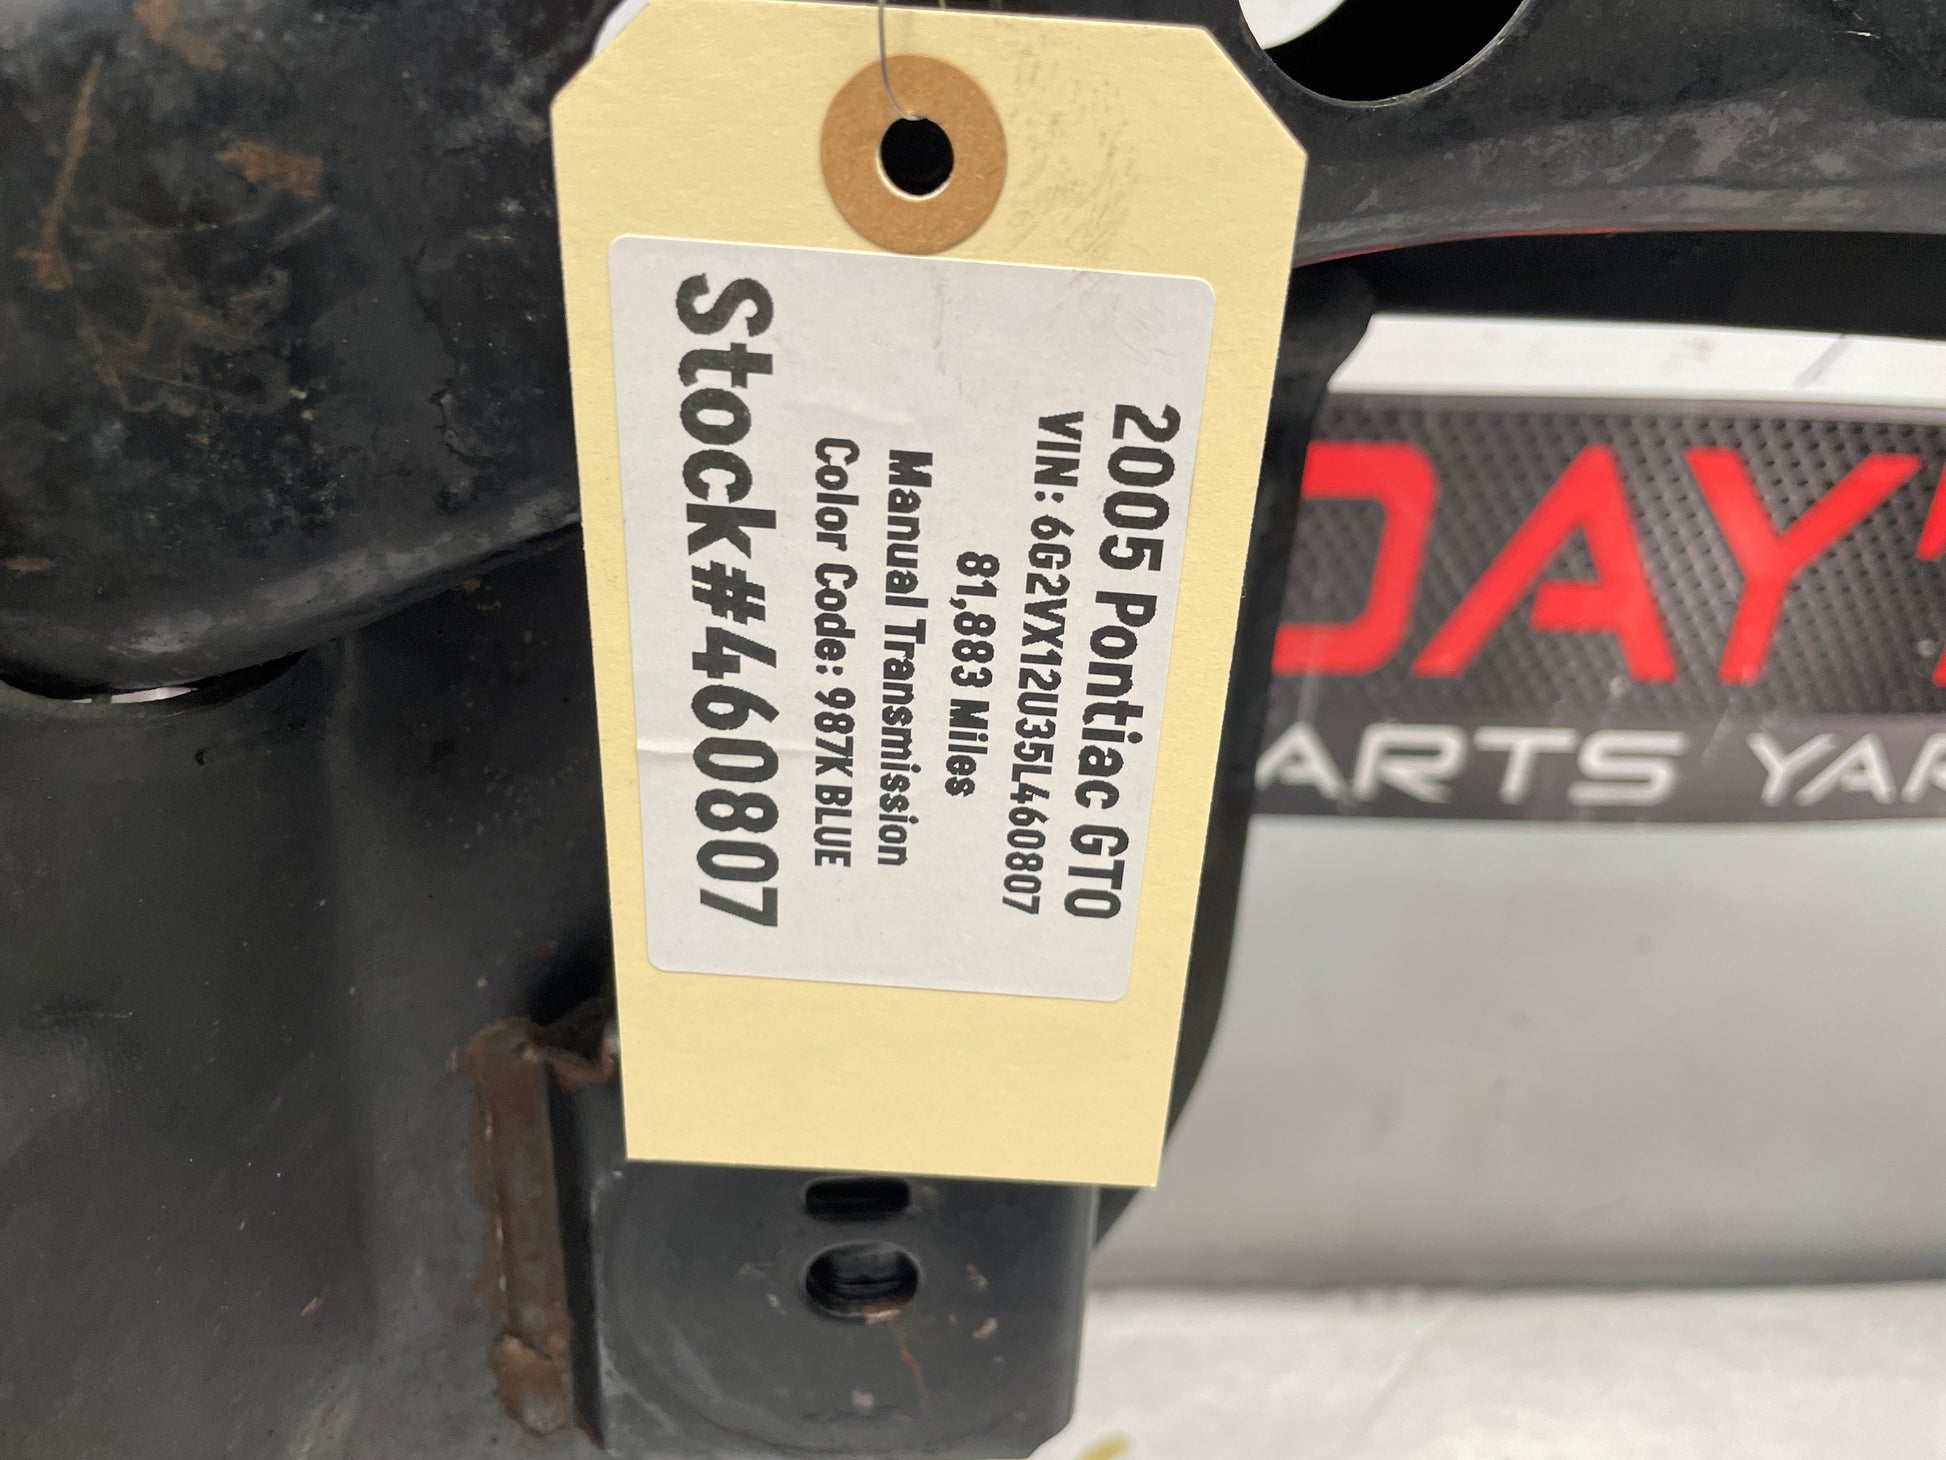 2005 Pontiac GTO
VIN: 6G2VX12U35L460807
81,883 Miles
Manual Transmission
Color Code: 987K BLUE
Stock#460807
DAY'
ARTS YAR